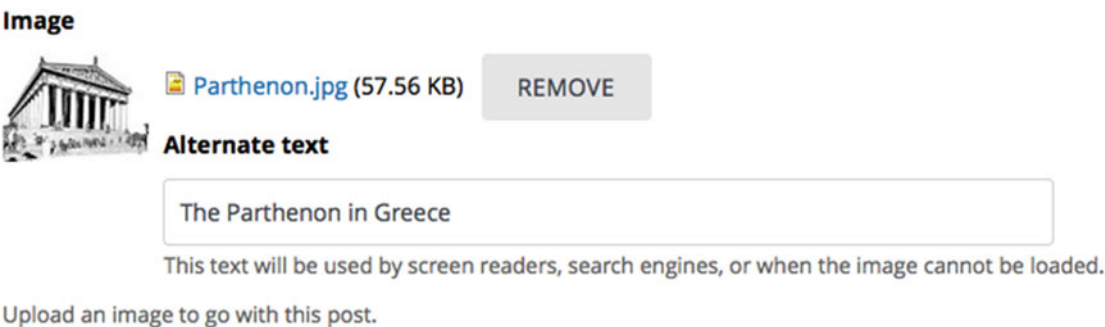 Image
Parthenon.jpg (57.56 KB) REMOVE
Alternate text
The Parthenon in Greece
This text will be used by screen readers, search engines, or when the image cannot be loaded.
Upload an image to go with this post.